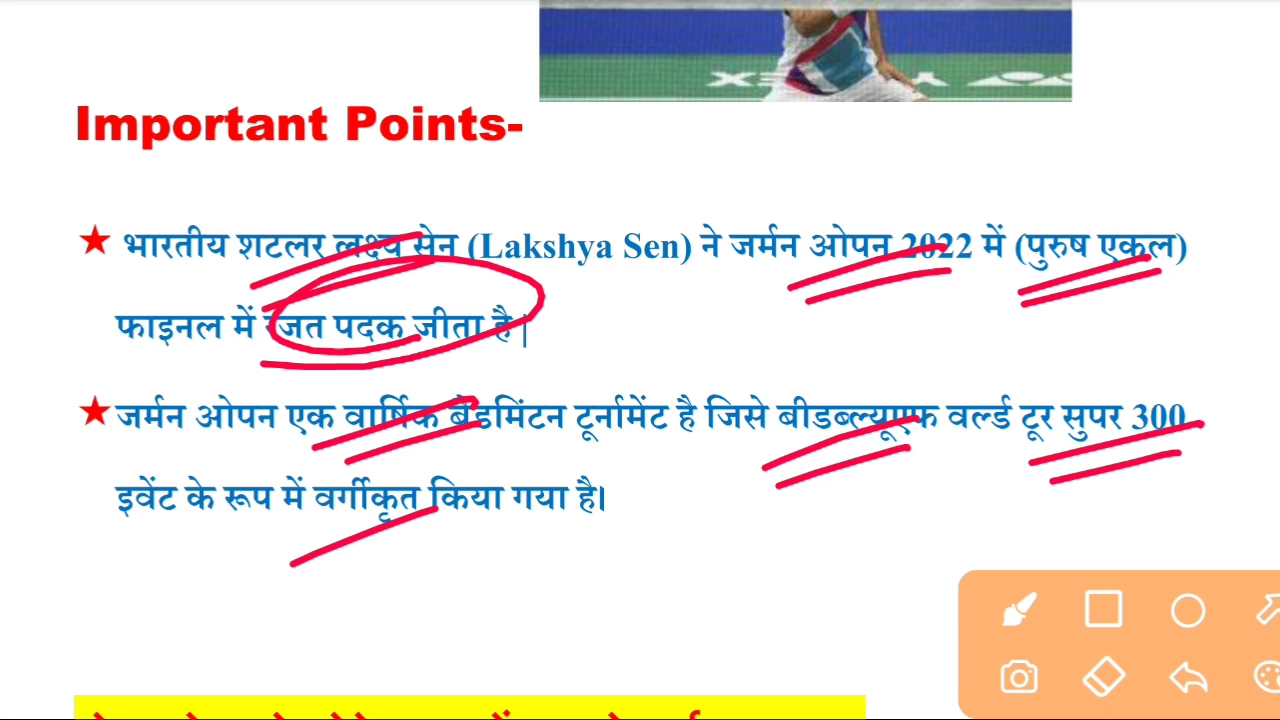 Important Points-
★ भारतीय शटलर लक्ष्य सेन (Lakshya Sen) ने जर्मन ओपन 2022 में (पुरुष एकल)
फाइनल में रजत पदक जीता है |
★ जर्मन ओपन एक वार्षिक बैडमिंटन टूर्नामेंट है जिसे बीडब्ल्यूएफ वर्ल्ड टूर सुपर 300
इवेंट के रूप में वर्गीकृत किया गया है।